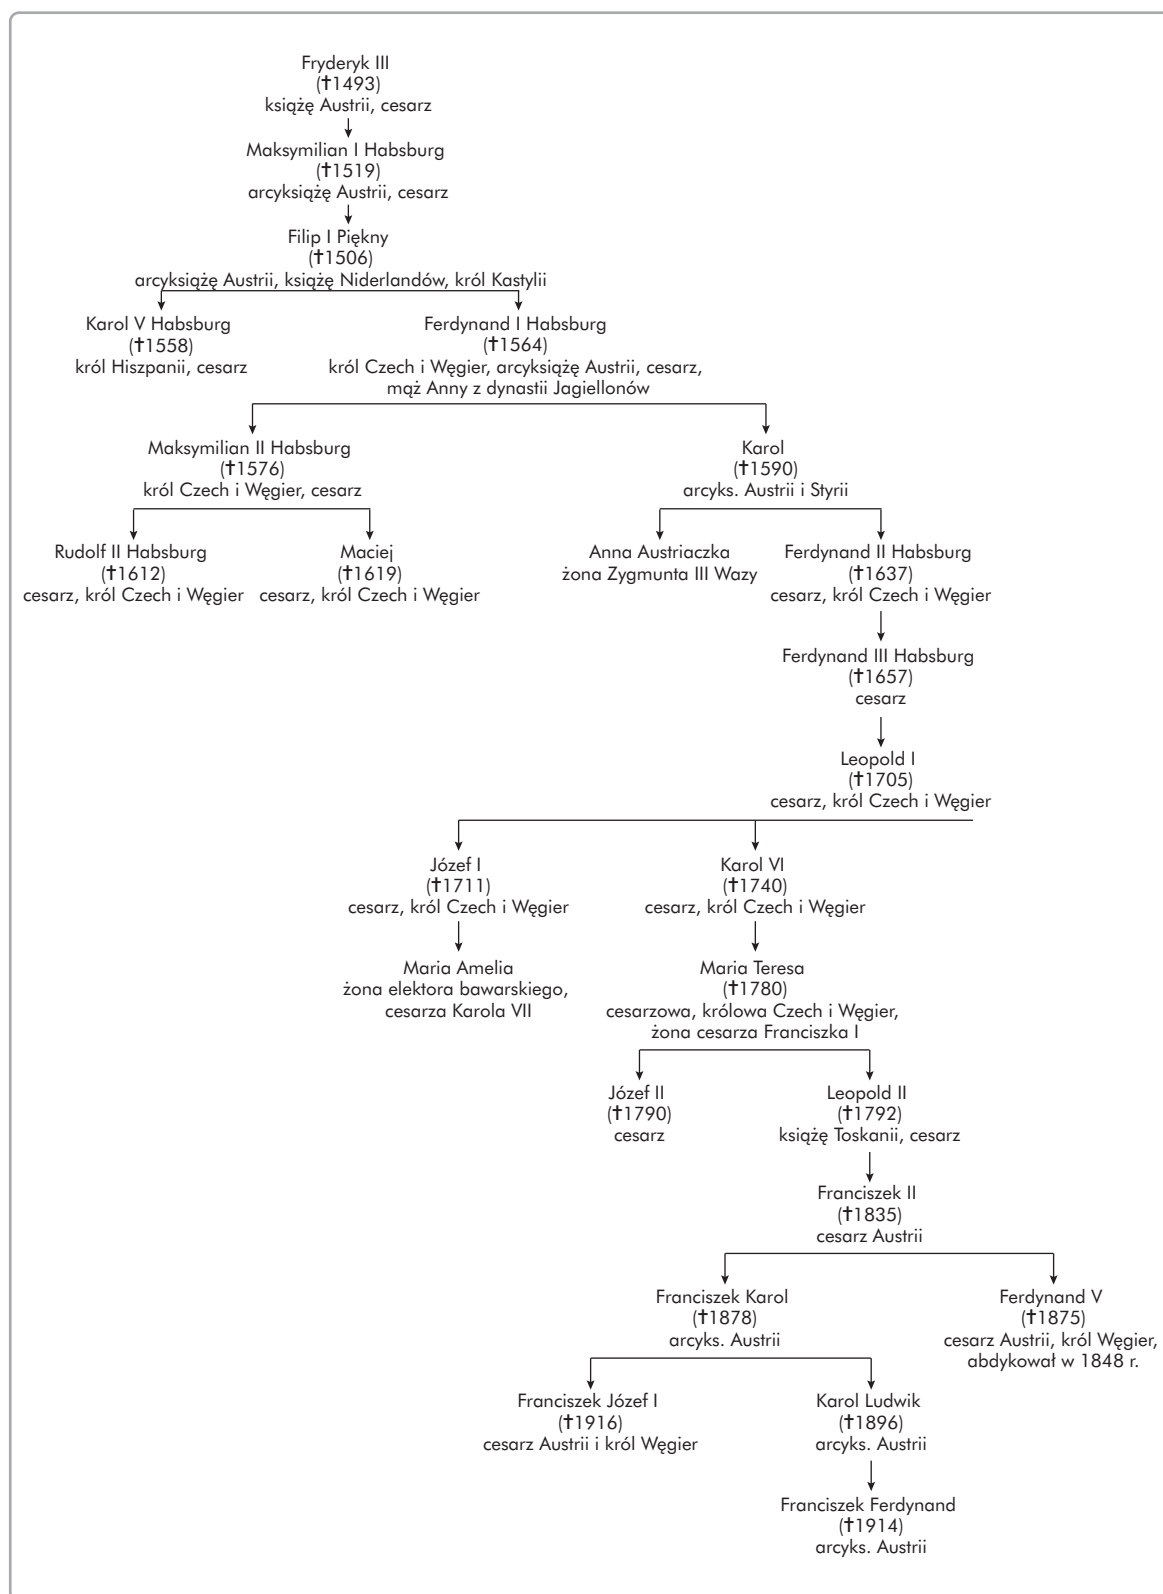 Fryderyk III
(✝1493)
książę Austrii, cesarz
Maksymilian I Habsburg
(✝1519)
arcyksiążę Austrii, cesarz
Filip I Piękny
(✝1506)
arcyksiążę Austrii, książę Niderlandów, król Kastylii
Karol V Habsburg
(✝1558)
król Hiszpanii, cesarz
Ferdynand I Habsburg
(✝1564)
król Czech i Węgier, arcyksiążę Austrii, cesarz,
mąż Anny z dynastii Jagiellonów
Maksymilian II Habsburg
(✝1576)
król Czech i Węgier, cesarz
Karol
(✝1590)
arcyks. Austrii i Styrii
Rudolf II Habsburg
(✝1612)
cesarz, król Czech i Węgier
Maciej
(✝1619)
cesarz, król Czech i Węgier
Anna Austriaczka
żona Zygmunta III Wazy
Ferdynand II Habsburg
(✝1637)
cesarz, król Czech i Węgier
Ferdynand III Habsburg
(✝1657)
cesarz
Leopold I
(✝1705)
cesarz, król Czech i Węgier
Józef I
(✝1711)
cesarz, król Czech i Węgier
Karol VI
(✝1740)
cesarz, król Czech i Węgier
Maria Amelia
żona elektora bawarskiego,
cesarza Karola VII
Maria Teresa
(✝1780)
cesarzowa, królowa Czech i Węgier,
żona cesarza Franciszka I
Józef II
(✝1790)
cesarz
Leopold II
(✝1792)
książę Toskanii, cesarz
Franciszek II
(✝1835)
cesarz Austrii
Franciszek Karol
(✝1878)
arcyks. Austrii
Ferdynand V
(✝1875)
cesarz Austrii, król Węgier,
abdykował w 1848 r.
Franciszek Józef I
(✝1916)
cesarz Austrii i król Węgier
Karol Ludwik
(✝1896)
arcyks. Austrii
Franciszek Ferdynand
(✝1914)
arcyks. Austrii